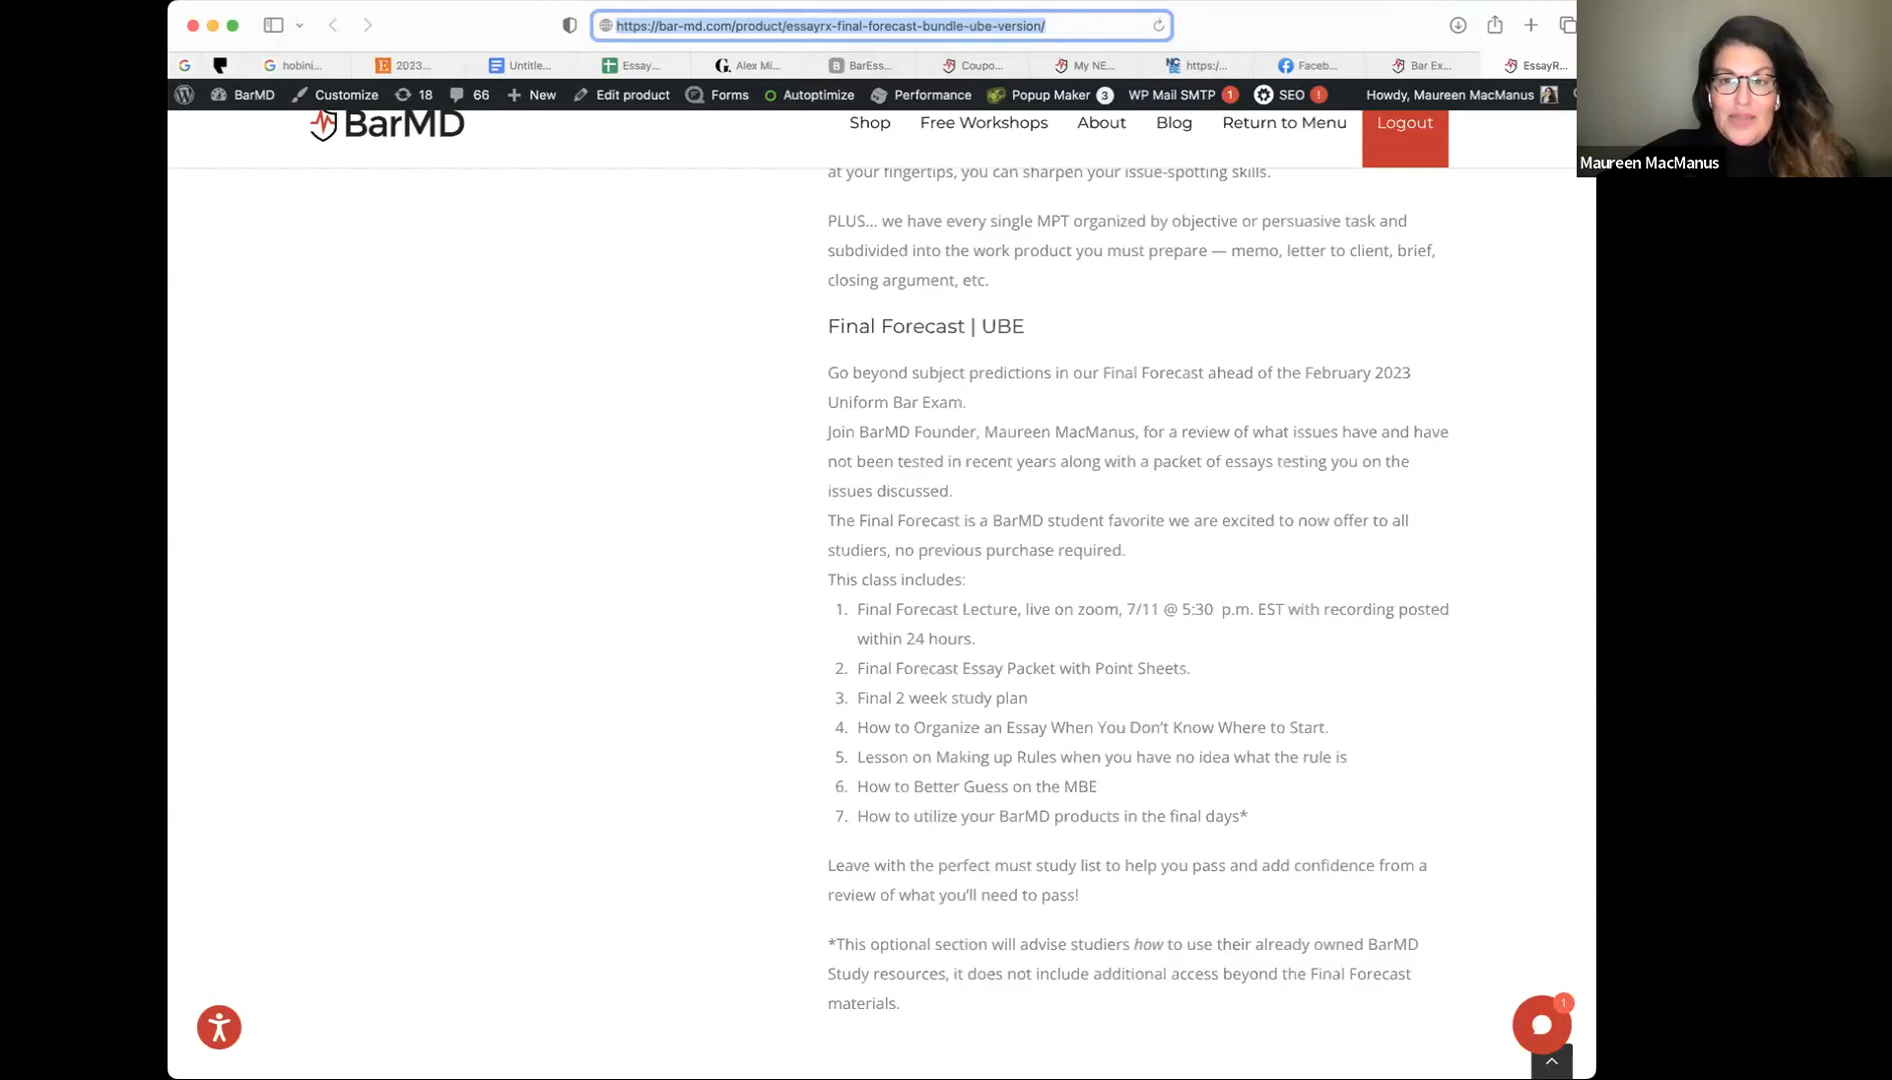 https://bar-md.com/product/essayrx-final-forecast-bundle-ube-version/
hobini...
2023...
Untitle...
Essay...
Alex Mi...
BarEss...
Coupo...
My NE...
https:/...
Faceb...
Bar Ex...
EssayR...
BarMD
Customize
18
66
New
Edit product
Forms
Autoptimize
Performance
Popup Maker 3
WP Mail SMTP 1
SEO !
Howdy, Maureen MacManus
BarMD
Shop
Free Workshops
About
Blog
Return to Menu
Logout
Maureen MacManus
at your fingertips, you can sharpen your issue-spotting skills.
PLUS... we have every single MPT organized by objective or persuasive task and
subdivided into the work product you must prepare — memo, letter to client, brief,
closing argument, etc.
Final Forecast | UBE
Go beyond subject predictions in our Final Forecast ahead of the February 2023
Uniform Bar Exam.
Join BarMD Founder, Maureen MacManus, for a review of what issues have and have
not been tested in recent years along with a packet of essays testing you on the
issues discussed.
The Final Forecast is a BarMD student favorite we are excited to now offer to all
studiers, no previous purchase required.
This class includes:
1. Final Forecast Lecture, live on zoom, 7/11 @ 5:30 p.m. EST with recording posted
within 24 hours.
2. Final Forecast Essay Packet with Point Sheets.
3. Final 2 week study plan
4. How to Organize an Essay When You Don't Know Where to Start.
5. Lesson on Making up Rules when you have no idea what the rule is
6. How to Better Guess on the MBE
7. How to utilize your BarMD products in the final days*
Leave with the perfect must study list to help you pass and add confidence from a
review of what you'll need to pass!
*This optional section will advise studiers how to use their already owned BarMD
Study resources, it does not include additional access beyond the Final Forecast
materials.
1